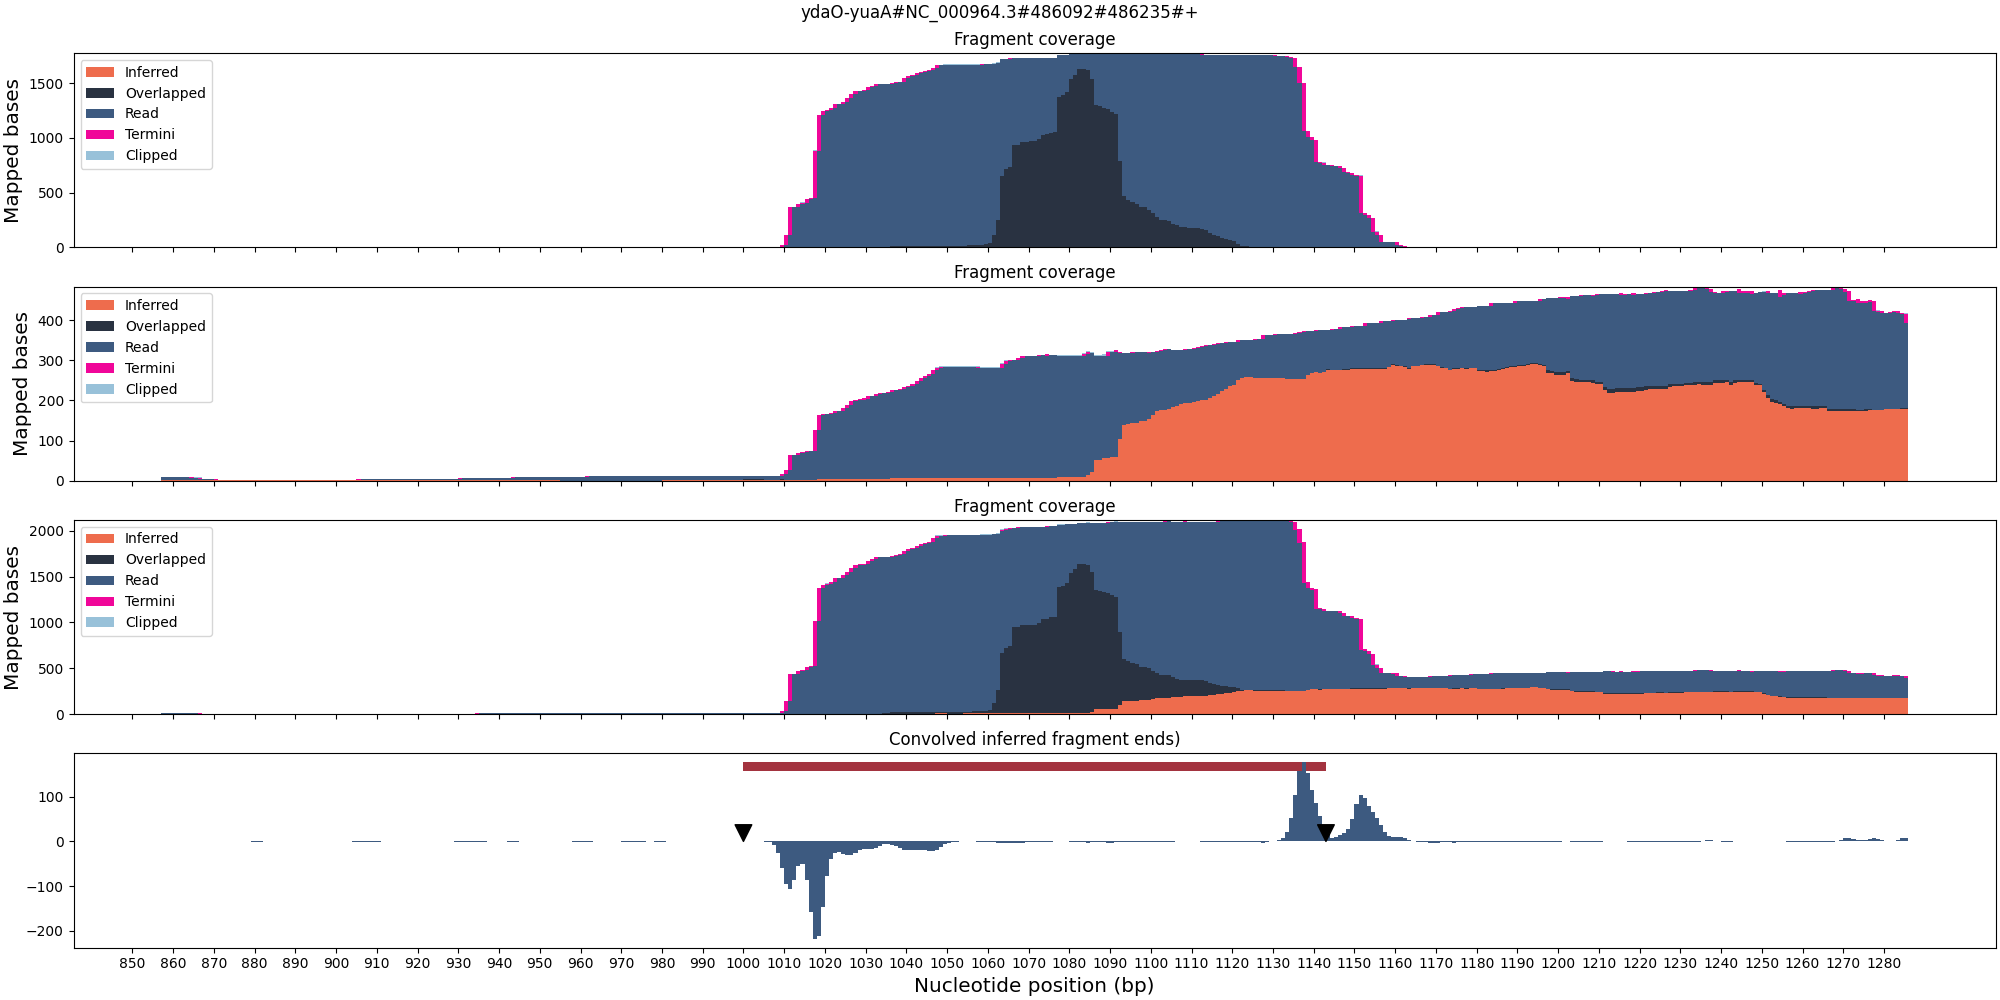 ydaO-yuaA#NC_000964.3#486092#486235#+
Fragment coverage
Mapped bases
1500
1000
500
0
Inferred
Overlapped
Read
Termini
Clipped
Fragment coverage
Mapped bases
400
300
200
100
0
Inferred
Overlapped
Read
Termini
Clipped
Fragment coverage
Mapped bases
2000
1500
1000
500
0
Inferred
Overlapped
Read
Termini
Clipped
Convolved inferred fragment ends)
100
0
−100
−200
850 860 870 880 890 900 910 920 930 940 950 960 970 980 990 1000 1010 1020 1030 1040 1050 1060 1070 1080 1090 1100 1110 1120 1130 1140 1150 1160 1170 1180 1190 1200 1210 1220 1230 1240 1250 1260 1270 1280
Nucleotide position (bp)